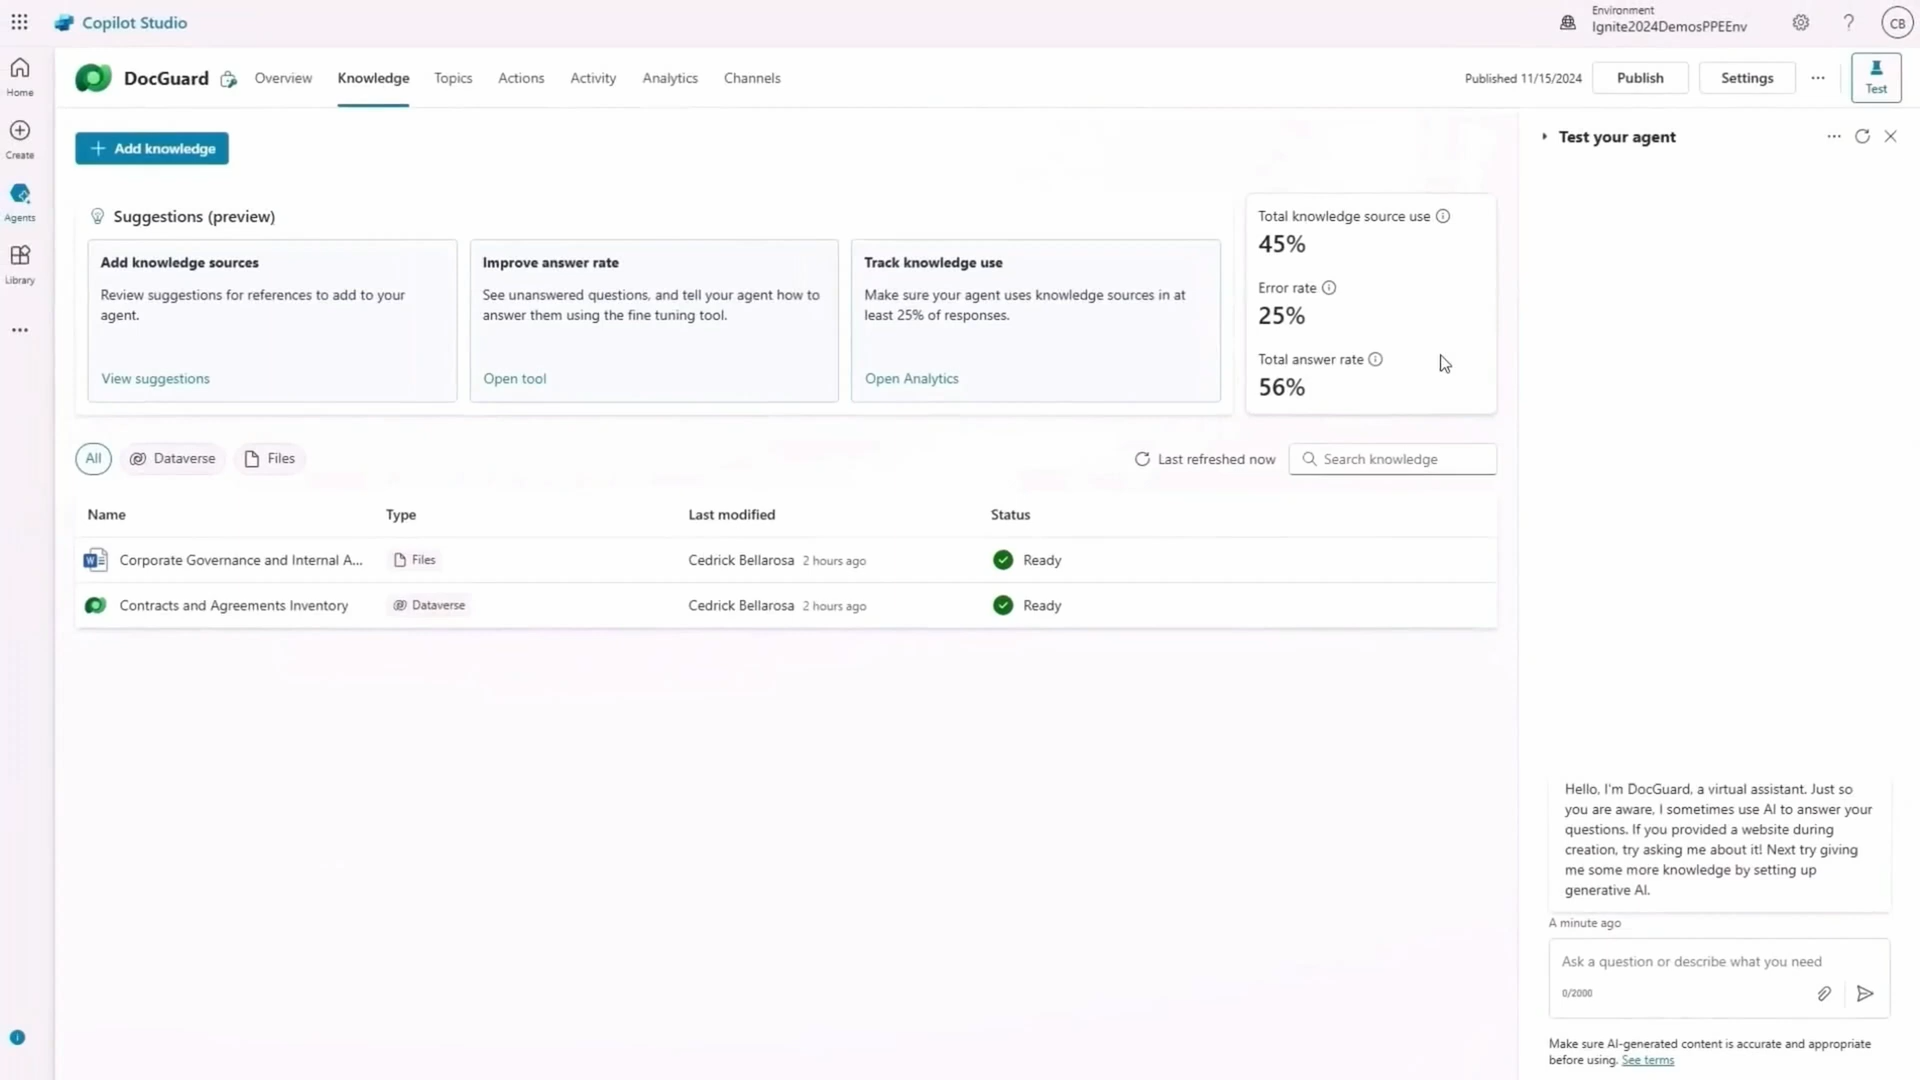 Copilot Studio
Environment
Ignite2024DemosPPEEnv
CB
Home
Create
Agents
Library
DocGuard
Overview
Knowledge
Topics
Actions
Activity
Analytics
Channels
Published 11/15/2024
Publish
Settings
Test
Add knowledge
Suggestions (preview)
Add knowledge sources
Review suggestions for references to add to your
agent.
View suggestions
Improve answer rate
See unanswered questions, and tell your agent how to
answer them using the fine tuning tool.
Open tool
Track knowledge use
Make sure your agent uses knowledge sources in at
least 25% of responses.
Open Analytics
Total knowledge source use
45%
Error rate
25%
Total answer rate
56%
All
Dataverse
Files
Last refreshed now
Search knowledge
Name Type Last modified Status
Corporate Governance and Internal A... Files Cedrick Bellarosa 2 hours ago Ready
Contracts and Agreements Inventory Dataverse Cedrick Bellarosa 2 hours ago Ready
Test your agent
Hello, I'm DocGuard, a virtual assistant. Just so
you are aware, I sometimes use AI to answer your
questions. If you provided a website during
creation, try asking me about it! Next try giving
me some more knowledge by setting up
generative AI.
A minute ago
Ask a question or describe what you need
0/2000
Make sure AI-generated content is accurate and appropriate
before using. See terms